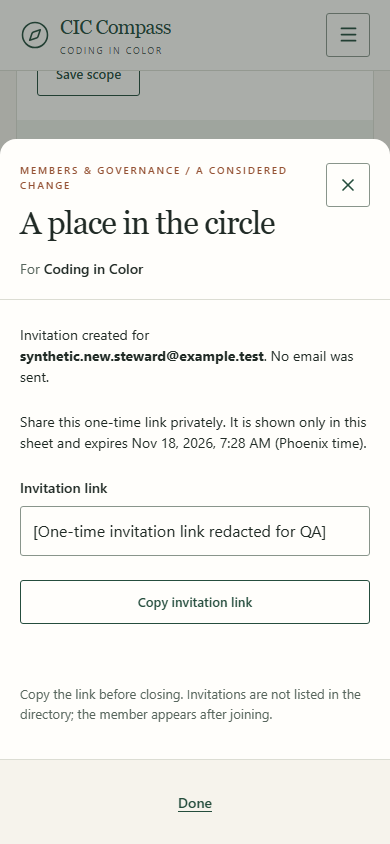 CIC Compass
CODING IN COLOR
Save scope
MEMBERS & GOVERNANCE / A CONSIDERED
CHANGE
A place in the circle
For Coding in Color
Invitation created for
synthetic.new.steward@example.test. No email was
sent.
Share this one-time link privately. It is shown only in this
sheet and expires Nov 18, 2026, 7:28 AM (Phoenix time).
Invitation link
[One-time invitation link redacted for QA]
Copy invitation link
Copy the link before closing. Invitations are not listed in the
directory; the member appears after joining.
Done